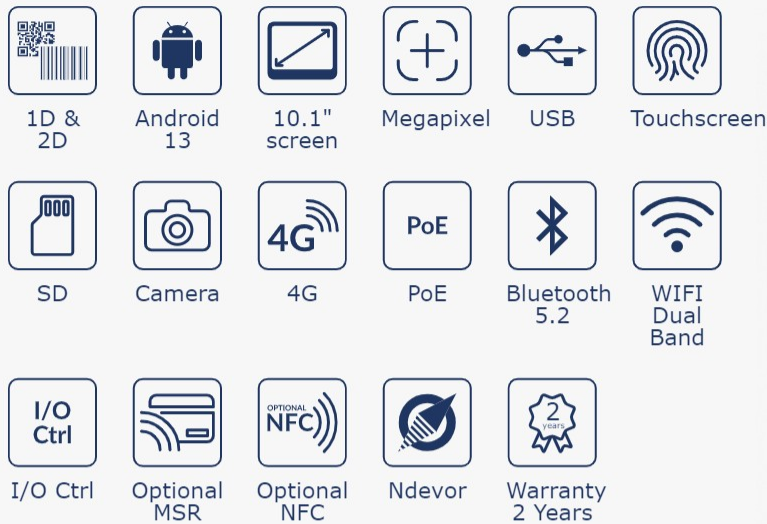 1D &
2D
Android
13
10.1"
screen
Megapixel
USB
Touchscreen
4G
PoE
SD
Camera
4G
PoE
Bluetooth
5.2
WIFI
Dual
Band
I/O
Ctrl
OPTIONAL
NFC
2
years
I/O Ctrl
Optional
MSR
Optional
NFC
Ndevor
Warranty
2 Years